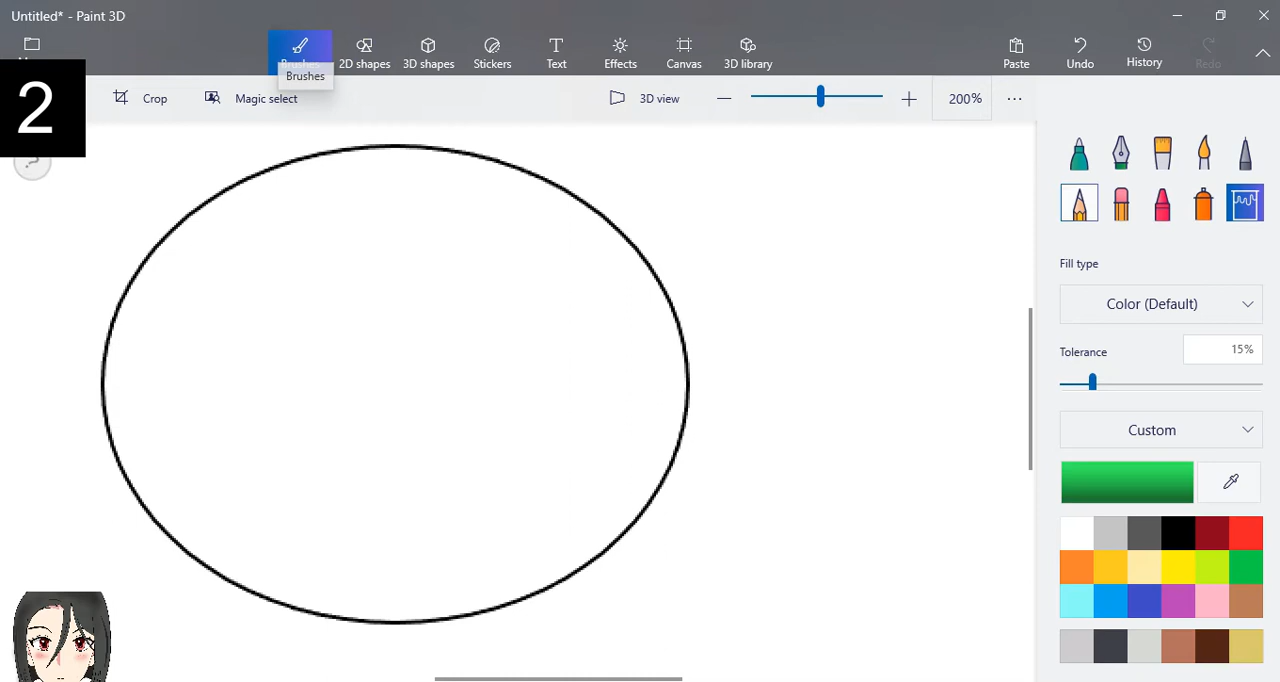 Untitled* - Paint 3D
Brushes 2D shapes 3D shapes Stickers Text Effects Canvas 3D library Paste Undo History Redo
Brushes
2
Crop Magic select 3D view 200%
?
Fill type
Color (Default)
Tolerance 15%
Custom